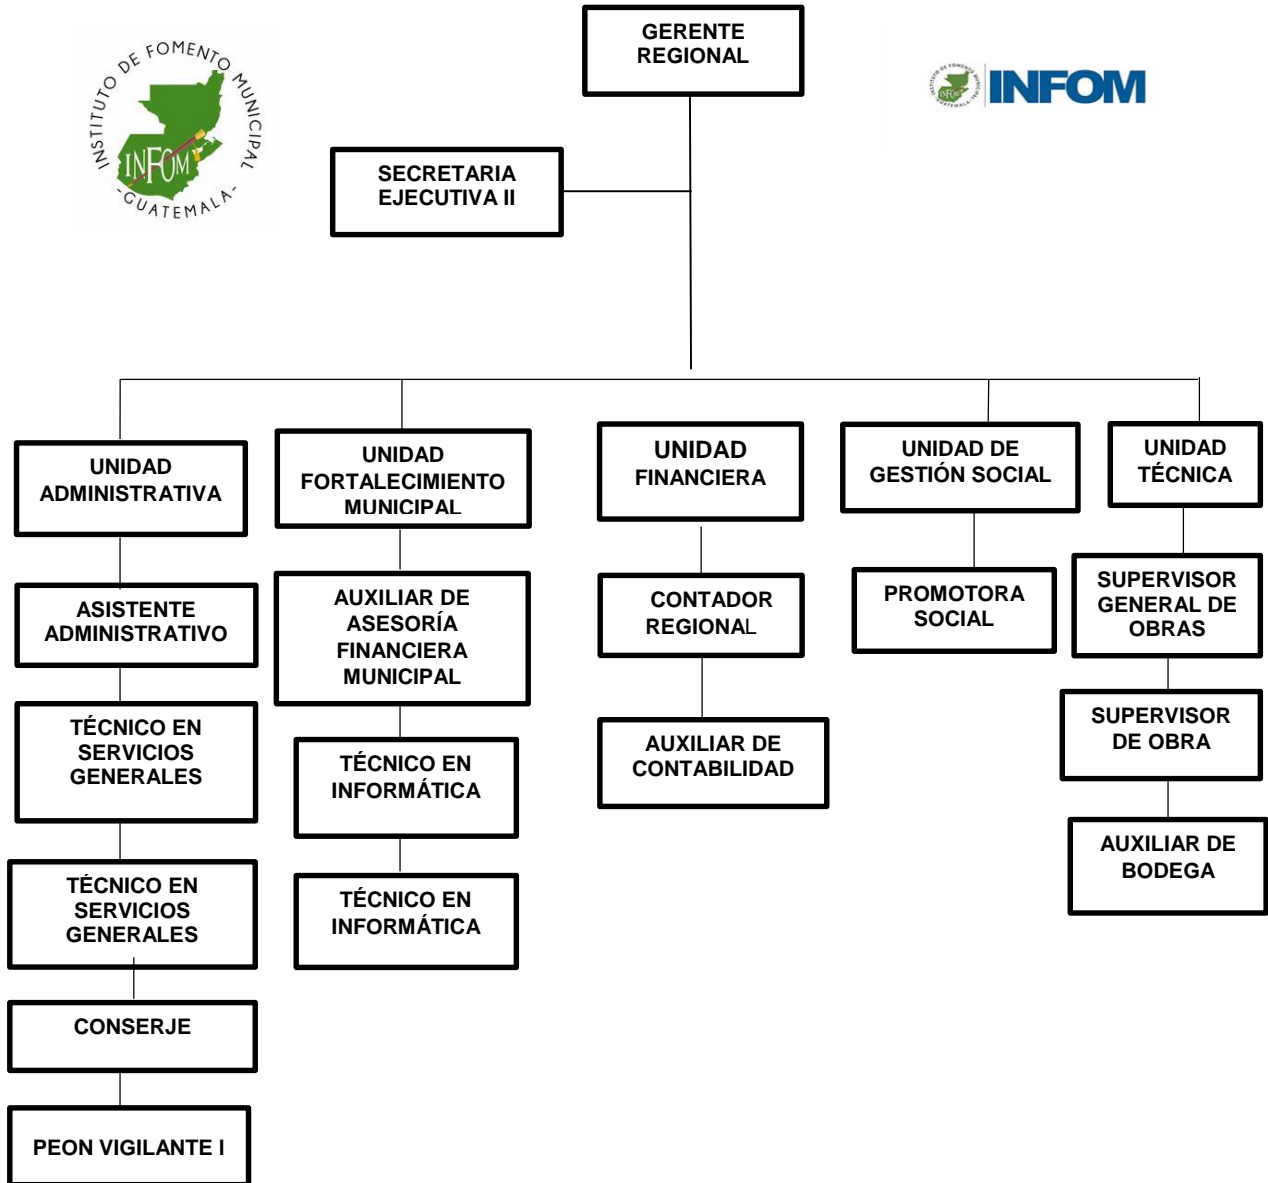 INSTITUTO DE FOMENTO MUNICIPAL
INFOM
-GUATEMALA-
GERENTE
REGIONAL
INFOM
SECRETARIA
EJECUTIVA II
UNIDAD
ADMINISTRATIVA
ASISTENTE
ADMINISTRATIVO
TÉCNICO EN
SERVICIOS
GENERALES
TÉCNICO EN
SERVICIOS
GENERALES
CONSERJE
PEON VIGILANTE I
UNIDAD
FORTALECIMIENTO
MUNICIPAL
AUXILIAR DE
ASESORÍA
FINANCIERA
MUNICIPAL
TÉCNICO EN
INFORMÁTICA
TÉCNICO EN
INFORMÁTICA
UNIDAD
FINANCIERA
CONTADOR
REGIONAL
AUXILIAR DE
CONTABILIDAD
UNIDAD DE
GESTIÓN SOCIAL
PROMOTORA
SOCIAL
UNIDAD
TÉCNICA
SUPERVISOR
GENERAL DE
OBRAS
SUPERVISOR
DE OBRA
AUXILIAR DE
BODEGA